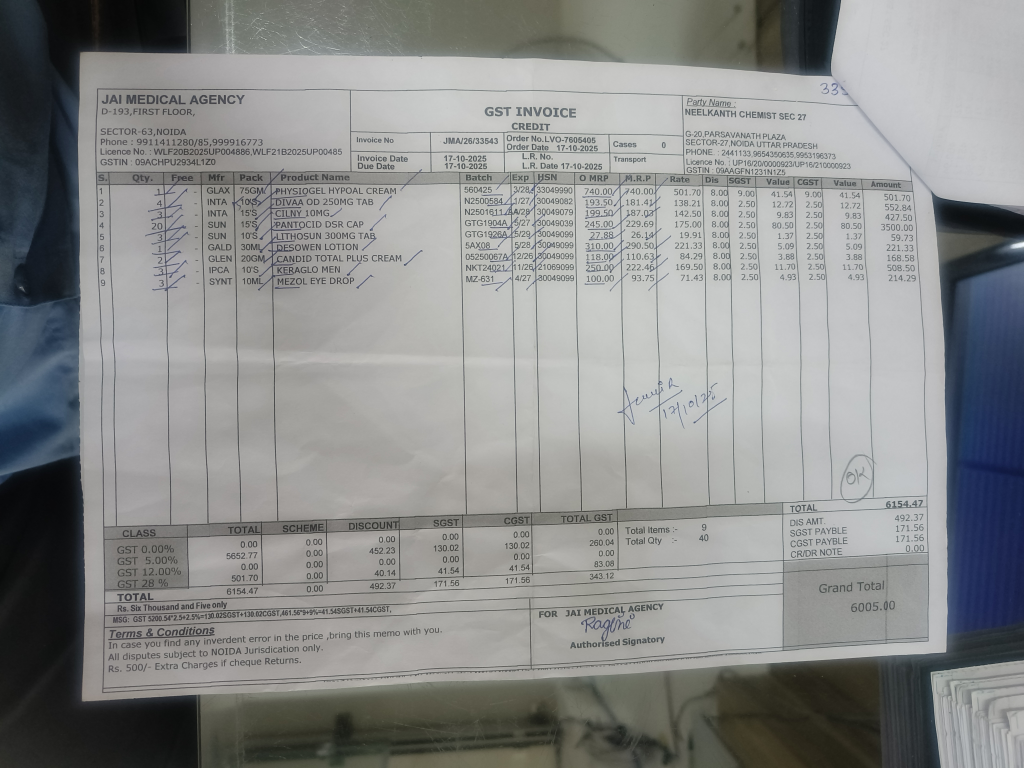 335
JAI MEDICAL AGENCY
D-193,FIRST FLOOR,
SECTOR-63,NOIDA
Phone : 9911411280/85,999916773
Licence No : WLF20B2025UP004886,WLF21B2025UP00485
GSTIN : 09ACHPU2934L1Z0
GST INVOICE
CREDIT
Invoice No JMA/26/33543 Order No.LVO-7605405 Cases 0
Order Date 17-10-2025
Invoice Date 17-10-2025 L.R. No. Transport
Due Date 17-10-2025 L.R. Date 17-10-2025
Party Name :
NEELKANTH CHEMIST SEC 27
G-20,PARSAVANATH PLAZA
SECTOR-27,NOIDA UTTAR PRADESH
PHONE : 2441133,9654350635,9953196373
Licence No : UP16/20/0000923/UP16/210000923
GSTIN : 09AAGFN1231N1Z5
S. Qty. Free Mfr Pack Product Name Batch Exp HSN O MRP M.R.P Rate Dis SGST Value CGST Value Amount
1 1 - GLAX 75GM PHYSIOGEL HYPOAL CREAM 560425 3/28 33049990 740.00 740.00 501.70 8.00 9.00 41.54 9.00 41.54 501.70
2 4 - INTA 10'S DIVAA OD 250MG TAB N2500584 1/27 30049082 193.50 181.41 138.21 8.00 2.50 12.72 2.50 12.72 552.84
3 3 - INTA 15'S CILNY 10MG N2501611 30049079 199.50 187.03 142.50 8.00 2.50 9.83 2.50 9.83 427.50
4 20 - SUN 15'S PANTOCID DSR CAP GTG1904A 5/27 30049039 245.00 229.69 175.00 8.00 2.50 80.50 2.50 80.50 3500.00
5 3 - SUN 10'S LITHOSUN 300MG TAB GTG1926A 5/29 30049099 27.88 26.14 19.91 8.00 2.50 1.37 2.50 1.37 59.73
6 1 - GALD 30ML DESOWEN LOTION 5AX08 5/28 30049099 310.00 290.50 221.33 8.00 2.50 5.09 2.50 5.09 221.33
7 2 - GLEN 20GM CANDID TOTAL PLUS CREAM 05250067A 12/26 30049099 118.00 110.63 84.29 8.00 2.50 3.88 2.50 3.88 168.58
8 3 - IPCA 10'S KERAGLO MEN NKT24021 11/26 21069099 250.00 222.46 169.50 8.00 2.50 11.70 2.50 11.70 508.50
9 3 - SYNT 10ML MEZOL EYE DROP MZ-631 4/27 30049099 100.00 93.75 71.43 8.00 2.50 4.93 2.50 4.93 214.29
17/10/25
OK
CLASS TOTAL SCHEME DISCOUNT SGST CGST TOTAL GST
GST 0.00% 0.00 0.00 0.00 0.00 0.00 0.00
GST 5.00% 5652.77 0.00 452.23 130.02 130.02 260.04
GST 12.00% 0.00 0.00 0.00 0.00 0.00 0.00
GST 28 % 501.70 0.00 40.14 41.54 41.54 83.08
TOTAL 6154.47 0.00 492.37 171.56 171.56 343.12
Total Items :- 9
Total Qty :- 40
TOTAL 6154.47
DIS AMT. 492.37
SGST PAYBLE 171.56
CGST PAYBLE 171.56
CR/DR NOTE 0.00
Grand Total
6005.00
Rs. Six Thousand and Five only
MSG: GST 5200.54*2.5+2.5%=130.02SGST+130.02CGST,461.56*9+9%=41.54SGST+41.54CGST,
Terms & Conditions
In case you find any inverdent error in the price ,bring this memo with you.
All disputes subject to NOIDA Jurisdication only.
Rs. 500/- Extra Charges if cheque Returns.
FOR JAI MEDICAL AGENCY
Authorised Signatory